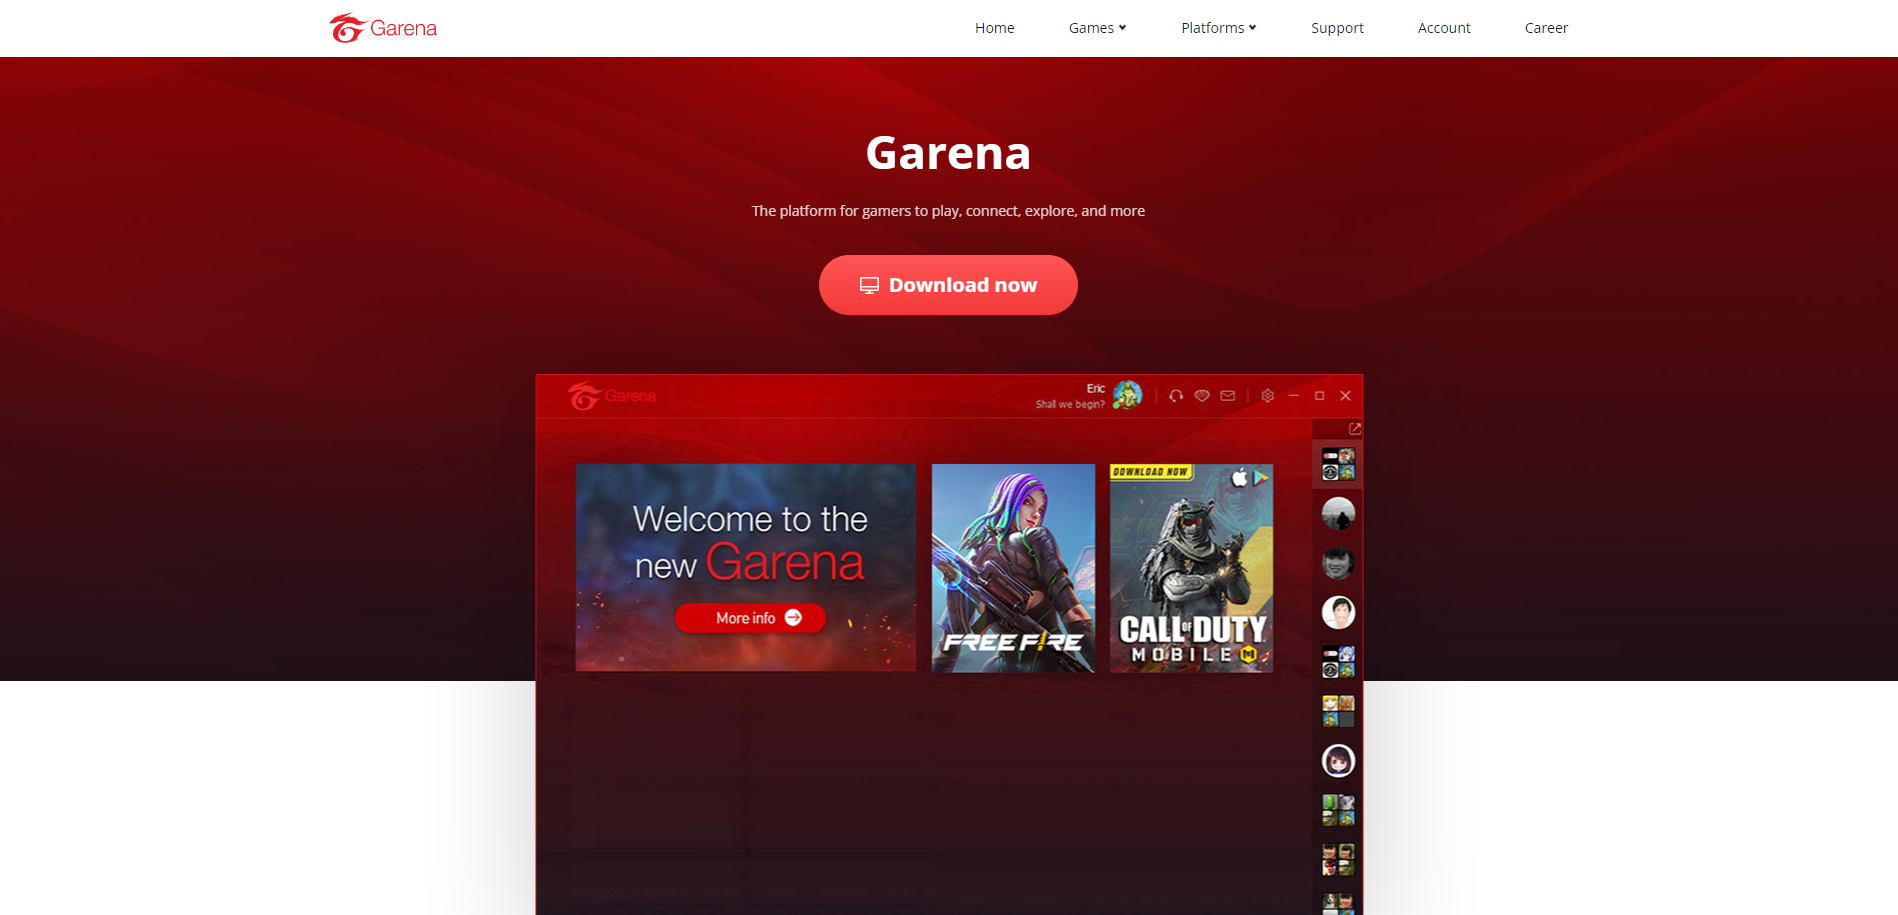 Garena
Home
Games
Platforms
Support
Account
Career
Garena
The platform for gamers to play, connect, explore, and more
Download now
Garena
Eric
Shall we begin?
Welcome to the
new Garena
More info
FREE FIRE
DOWNLOAD NOW
CALL OF DUTY
MOBILE